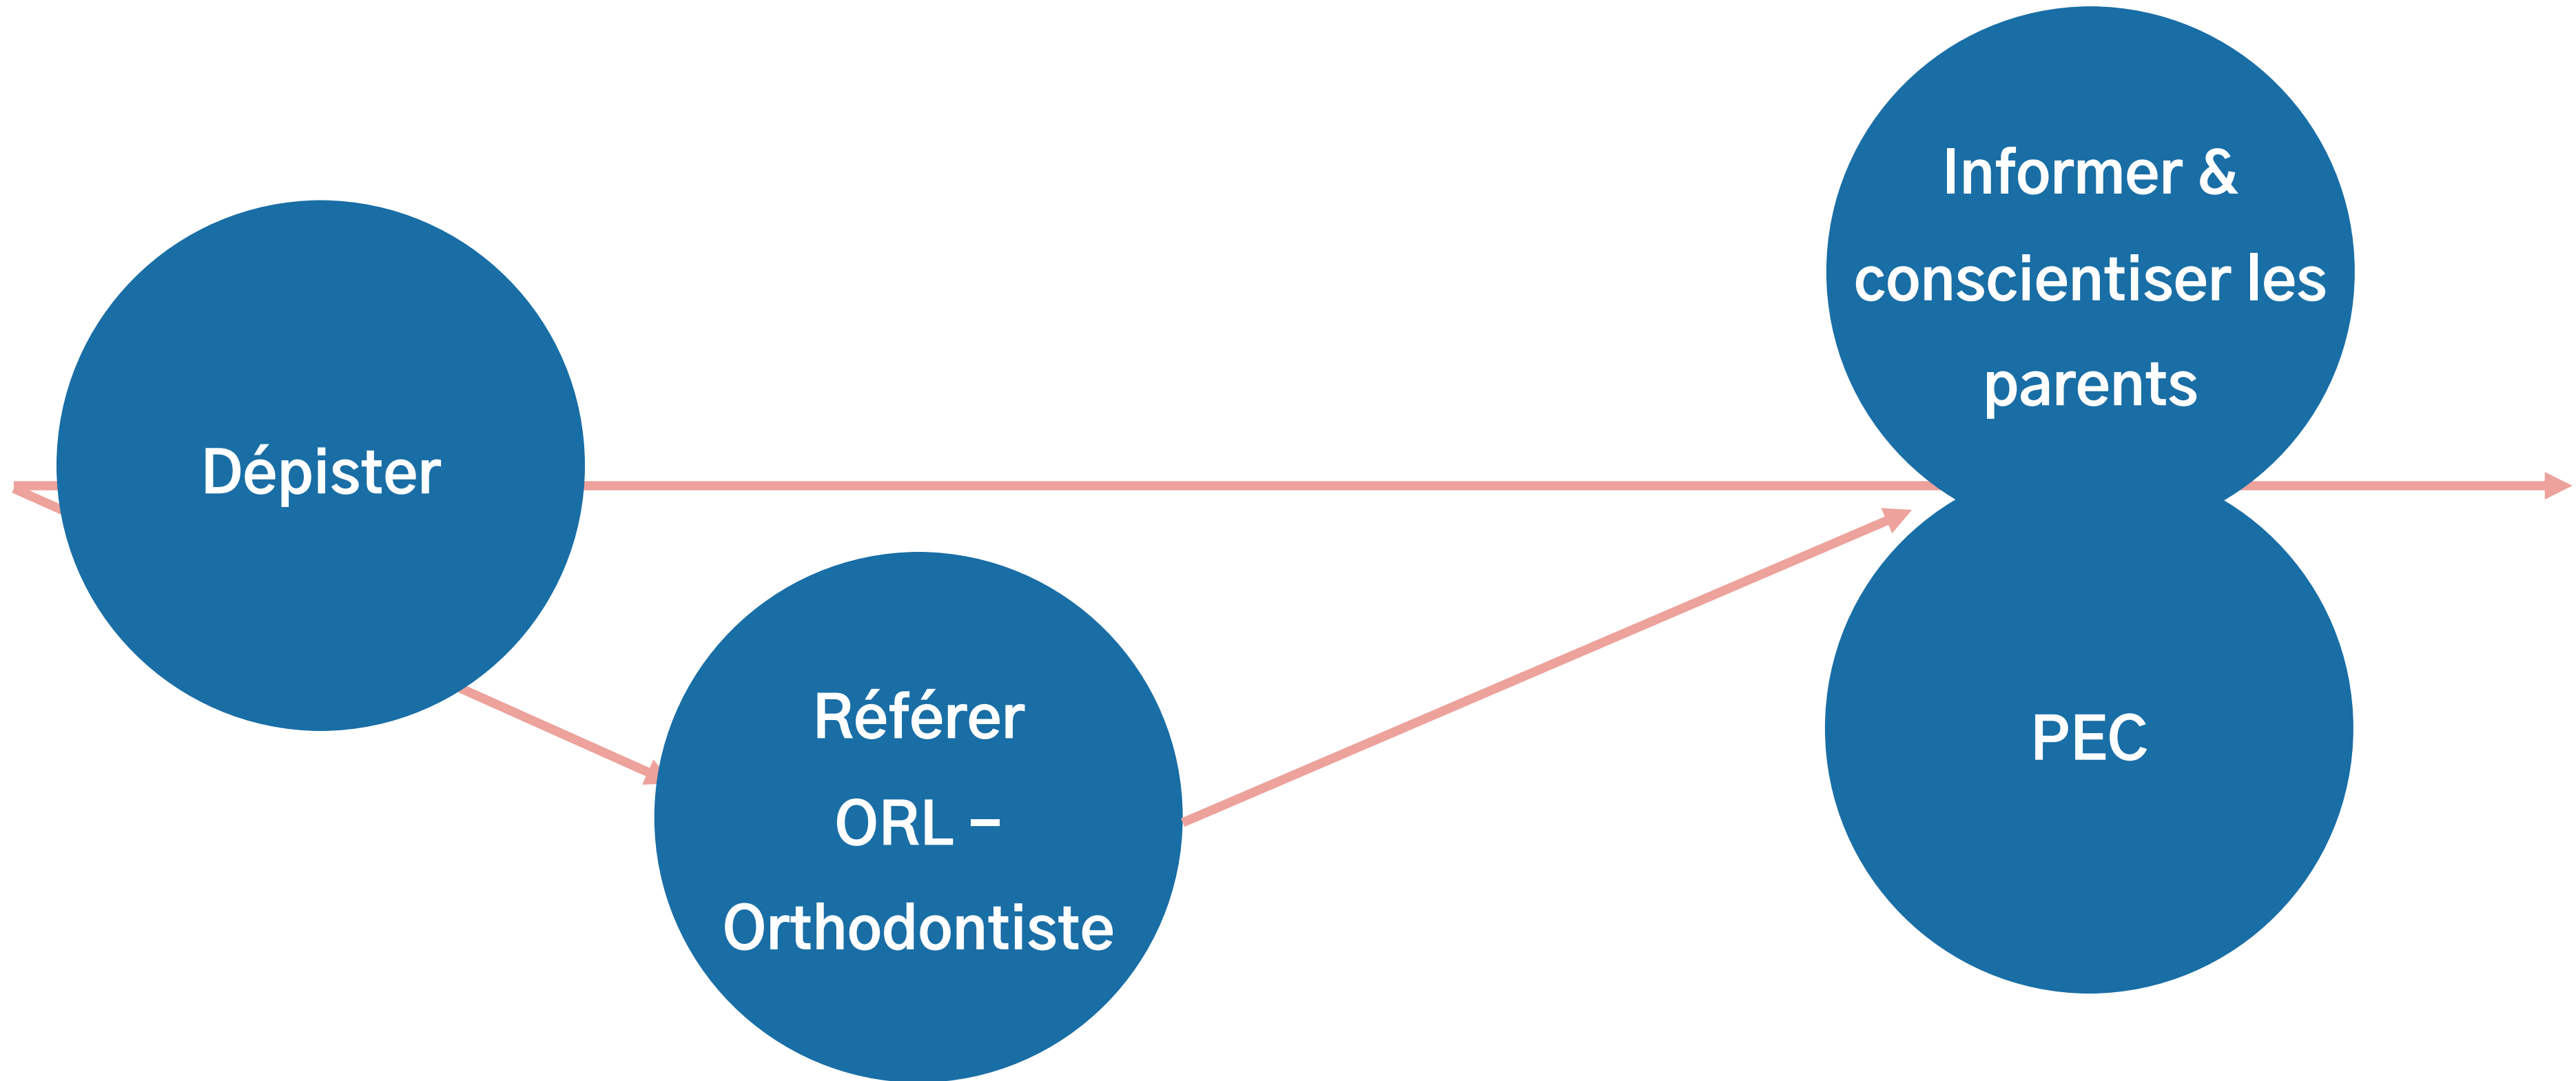 Dépister
Référer
ORL –
Orthodontiste
Informer &
conscientiser les
parents
PEC